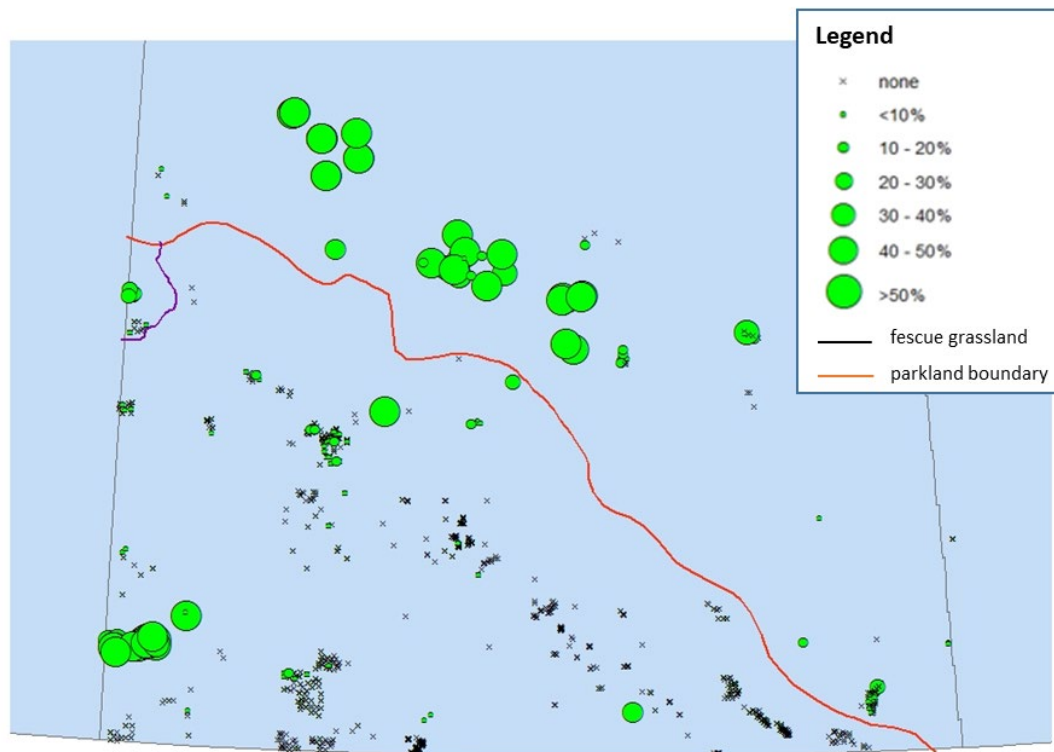 Legend
none
<10%
10 - 20%
20 - 30%
30 - 40%
40 - 50%
>50%
fescue grassland
parkland boundary